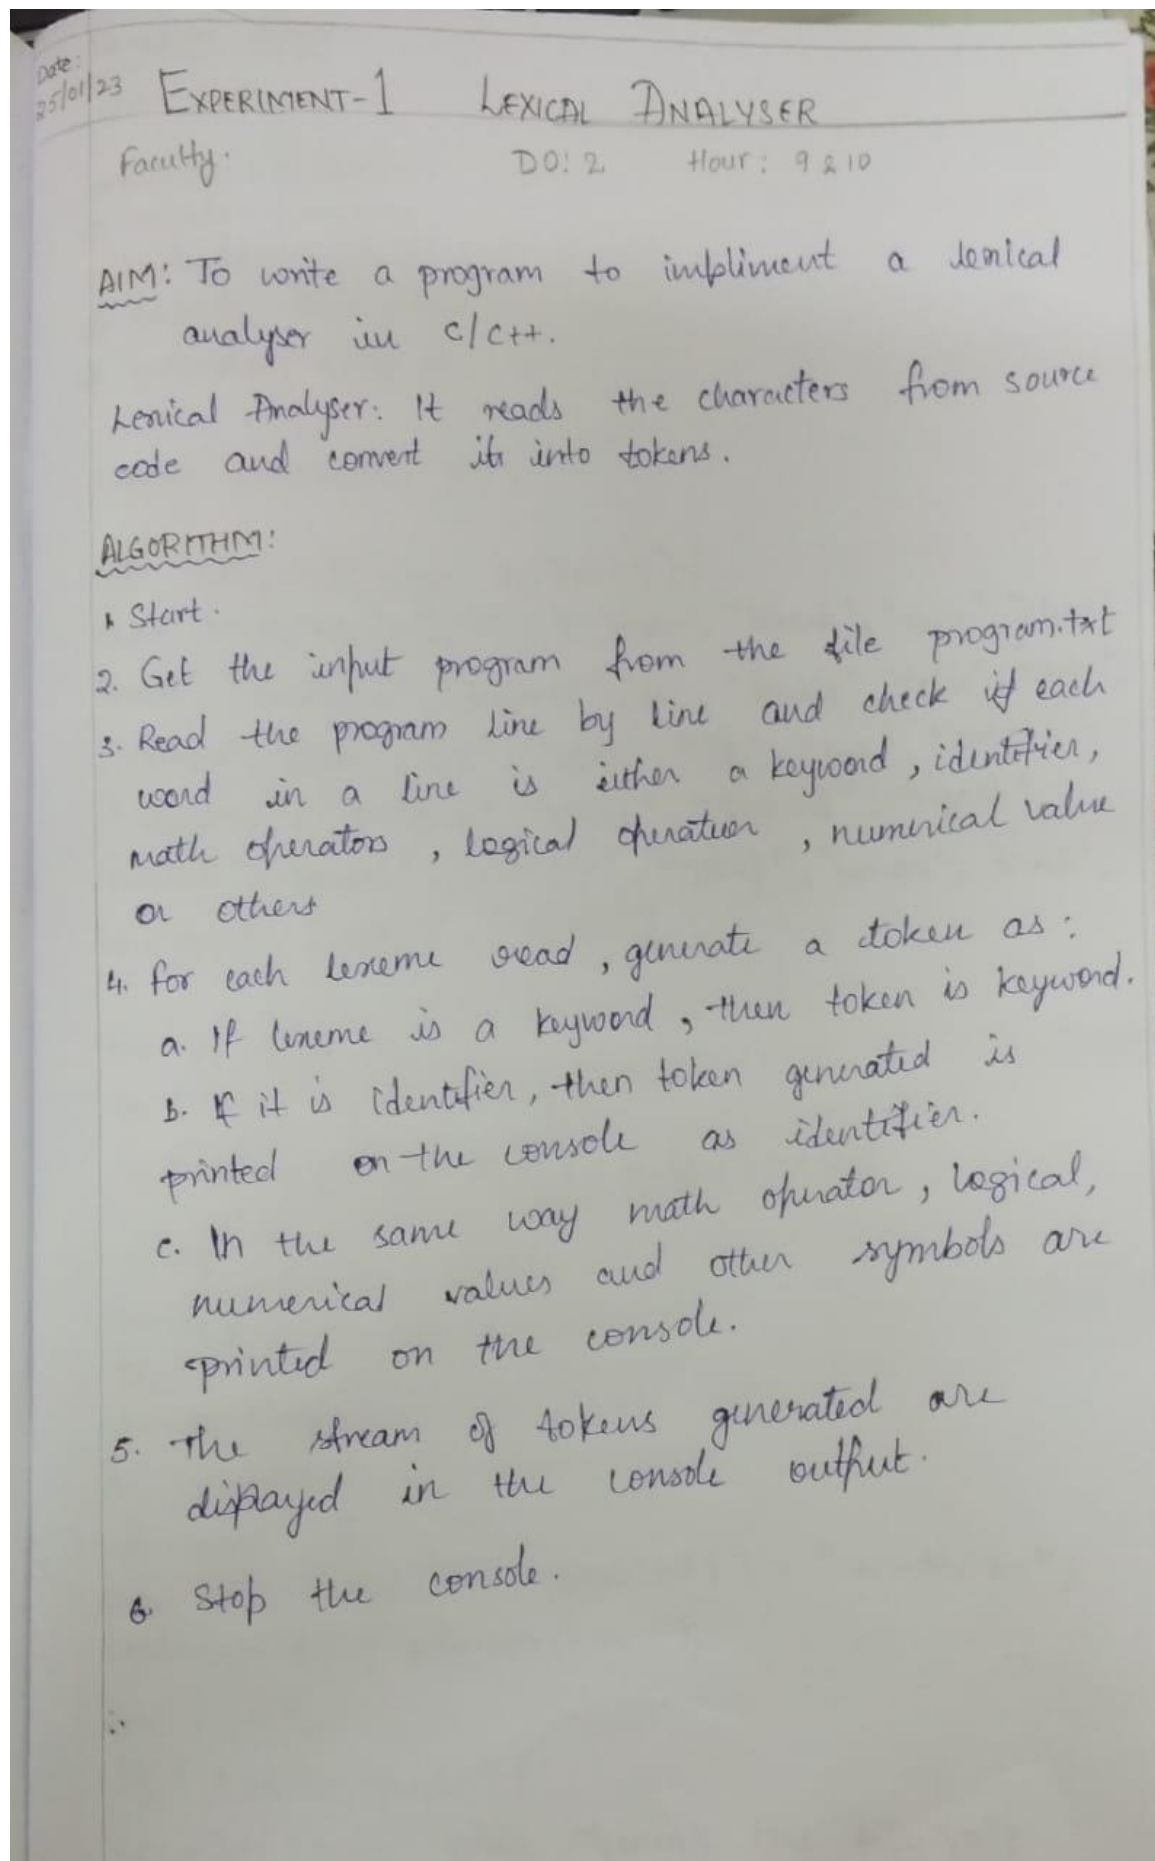 Date:
25/01/23
EXPERIMENT-1 LEXICAL ANALYSER
Faculty. DO: 2 Hour: 9 & 10
AIM: To write a program to impliment a lexical
analyser in c/c++.
Lexical Analyser: It reads the characters from source
code and convert it into tokens.
ALGORITHM:
1. Start.
2. Get the input program from the file program.txt
3. Read the program line by line and check if each
word in a line is either a keyword, identifier,
math operators, logical operator, numerical value
or others
4. For each lexeme read, generate a token as:
a. If lexeme is a keyword, then token is keyword.
b. If it is identifier, then token generated is
printed on the console as identifier.
c. In the same way math operator, logical,
numerical values and other symbols are
printed on the console.
5. The stream of tokens generated are
displayed in the console output.
6. Stop the console.